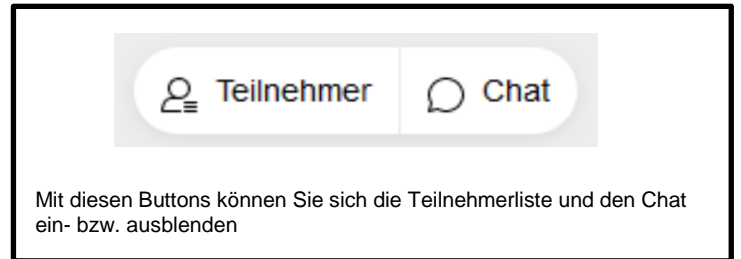 Teilnehmer Chat
Mit diesen Buttons können Sie sich die Teilnehmerliste und den Chat
ein- bzw. ausblenden